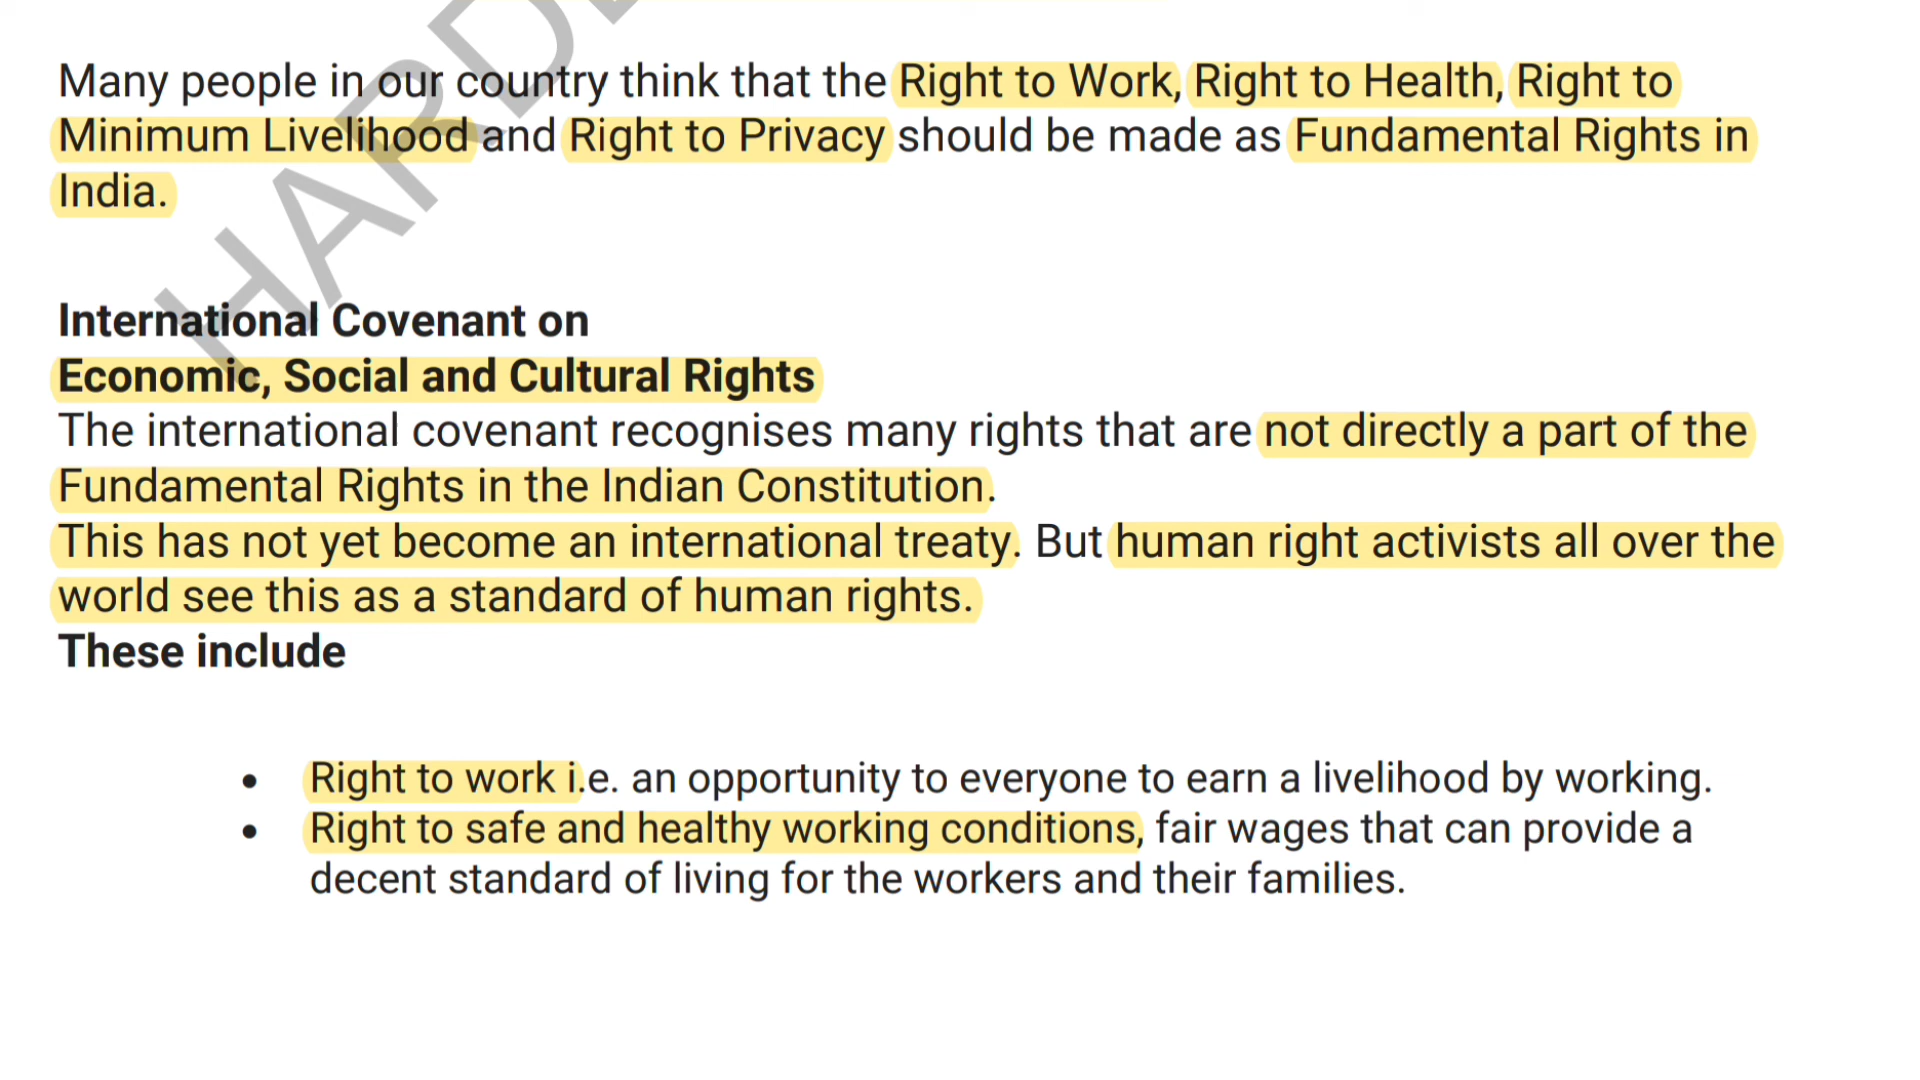 Many people in our country think that the Right to Work, Right to Health, Right to
Minimum Livelihood and Right to Privacy should be made as Fundamental Rights in
India.
International Covenant on
Economic, Social and Cultural Rights
The international covenant recognises many rights that are not directly a part of the
Fundamental Rights in the Indian Constitution.
This has not yet become an international treaty. But human right activists all over the
world see this as a standard of human rights.
These include
• Right to work i.e. an opportunity to everyone to earn a livelihood by working.
• Right to safe and healthy working conditions, fair wages that can provide a
decent standard of living for the workers and their families.